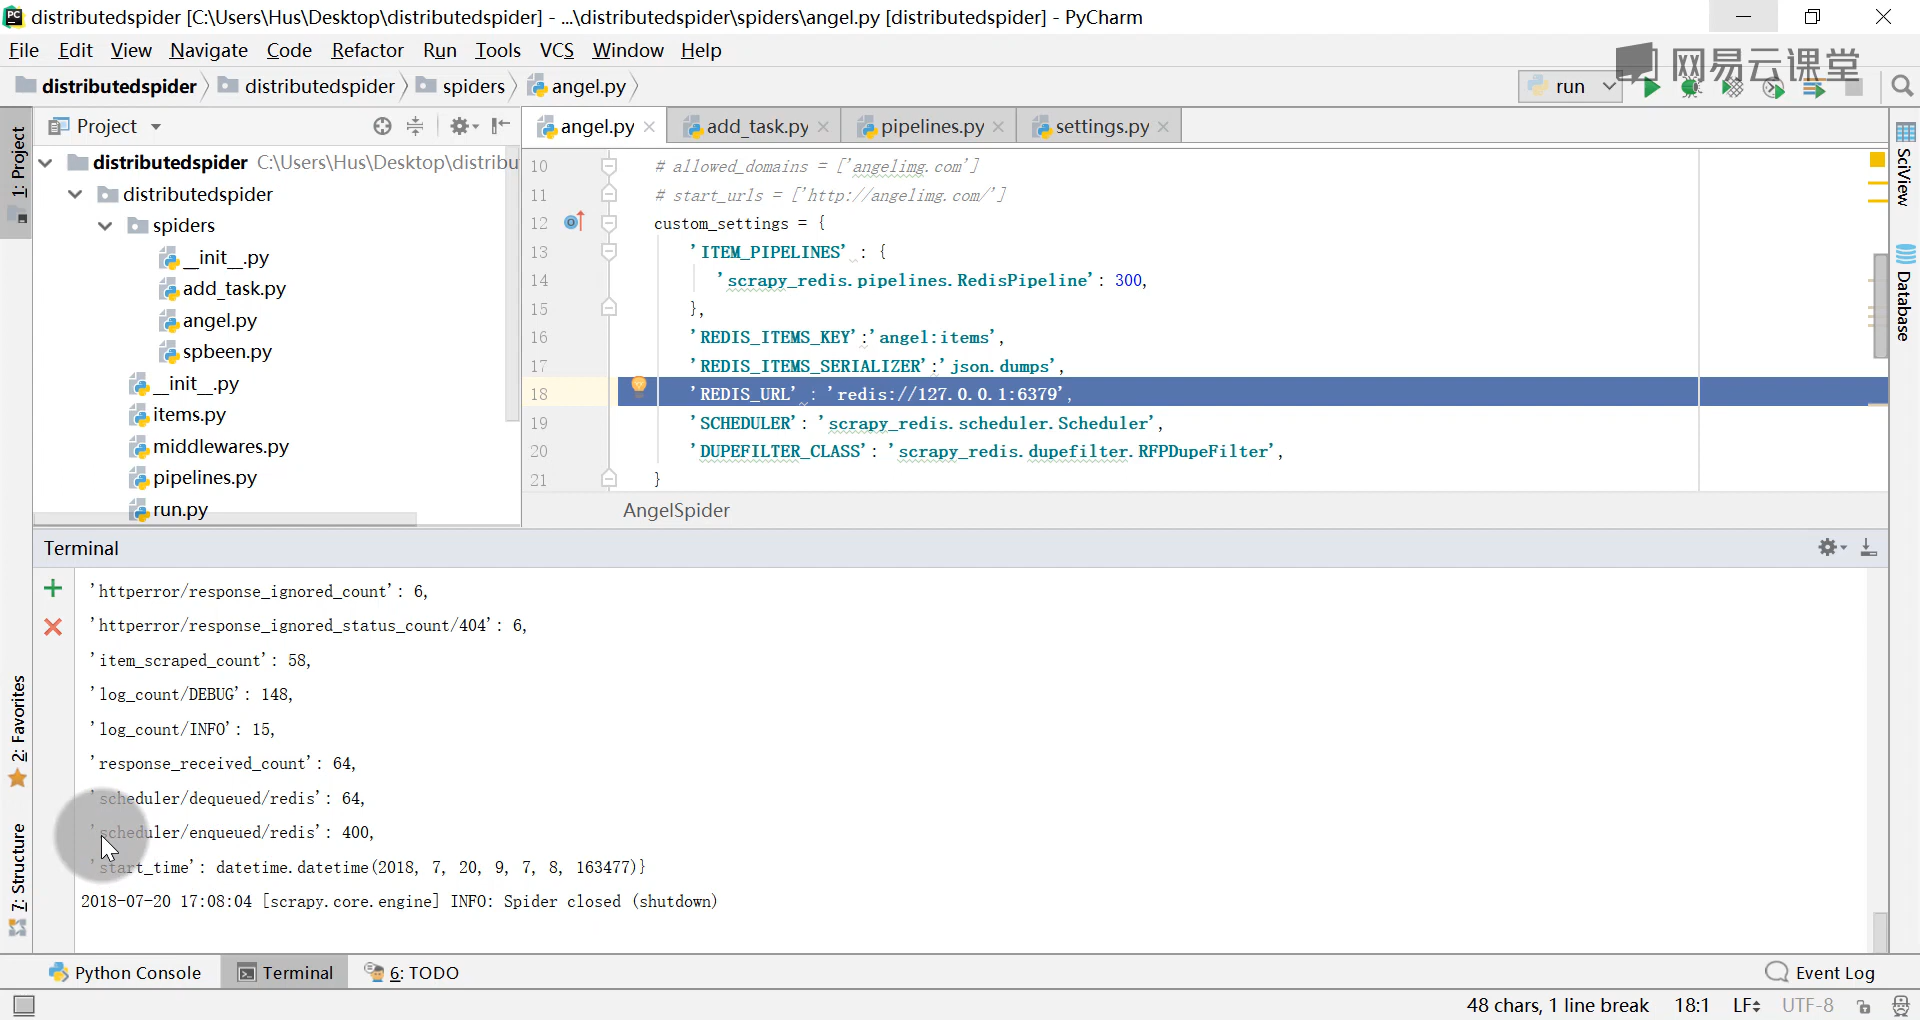 distributedspider [C:\Users\Hus\Desktop\distributedspider] - ...\distributedspider\spiders\angel.py [distributedspider] - PyCharm
File Edit View Navigate Code Refactor Run Tools VCS Window Help
网易云课堂
distributedspider distributedspider spiders angel.py run
Project angel.py add_task.py pipelines.py settings.py
1: Project
distributedspider C:\Users\Hus\Desktop\distribu
distributedspider
spiders
__init__.py
add_task.py
angel.py
spbeen.py
__init__.py
items.py
middlewares.py
pipelines.py
run.py
10 # allowed_domains = ['angelimg.com']
11 # start_urls = ['http://angelimg.com/']
12 custom_settings = {
13 'ITEM_PIPELINES' : {
14 'scrapy_redis.pipelines.RedisPipeline': 300,
15 },
16 'REDIS_ITEMS_KEY':'angel:items',
17 'REDIS_ITEMS_SERIALIZER':'json.dumps',
18 'REDIS_URL' : 'redis://127.0.0.1:6379',
19 'SCHEDULER': 'scrapy_redis.scheduler.Scheduler',
20 'DUPEFILTER_CLASS': 'scrapy_redis.dupefilter.RFPDupeFilter',
21 }
AngelSpider
SciView
Database
Terminal
'httperror/response_ignored_count': 6,
'httperror/response_ignored_status_count/404': 6,
'item_scraped_count': 58,
'log_count/DEBUG': 148,
'log_count/INFO': 15,
'response_received_count': 64,
'scheduler/dequeued/redis': 64,
'scheduler/enqueued/redis': 400,
'start_time': datetime.datetime(2018, 7, 20, 9, 7, 8, 163477)}
2018-07-20 17:08:04 [scrapy.core.engine] INFO: Spider closed (shutdown)
2: Favorites
7: Structure
Python Console Terminal 6: TODO Event Log
48 chars, 1 line break 18:1 LF UTF-8